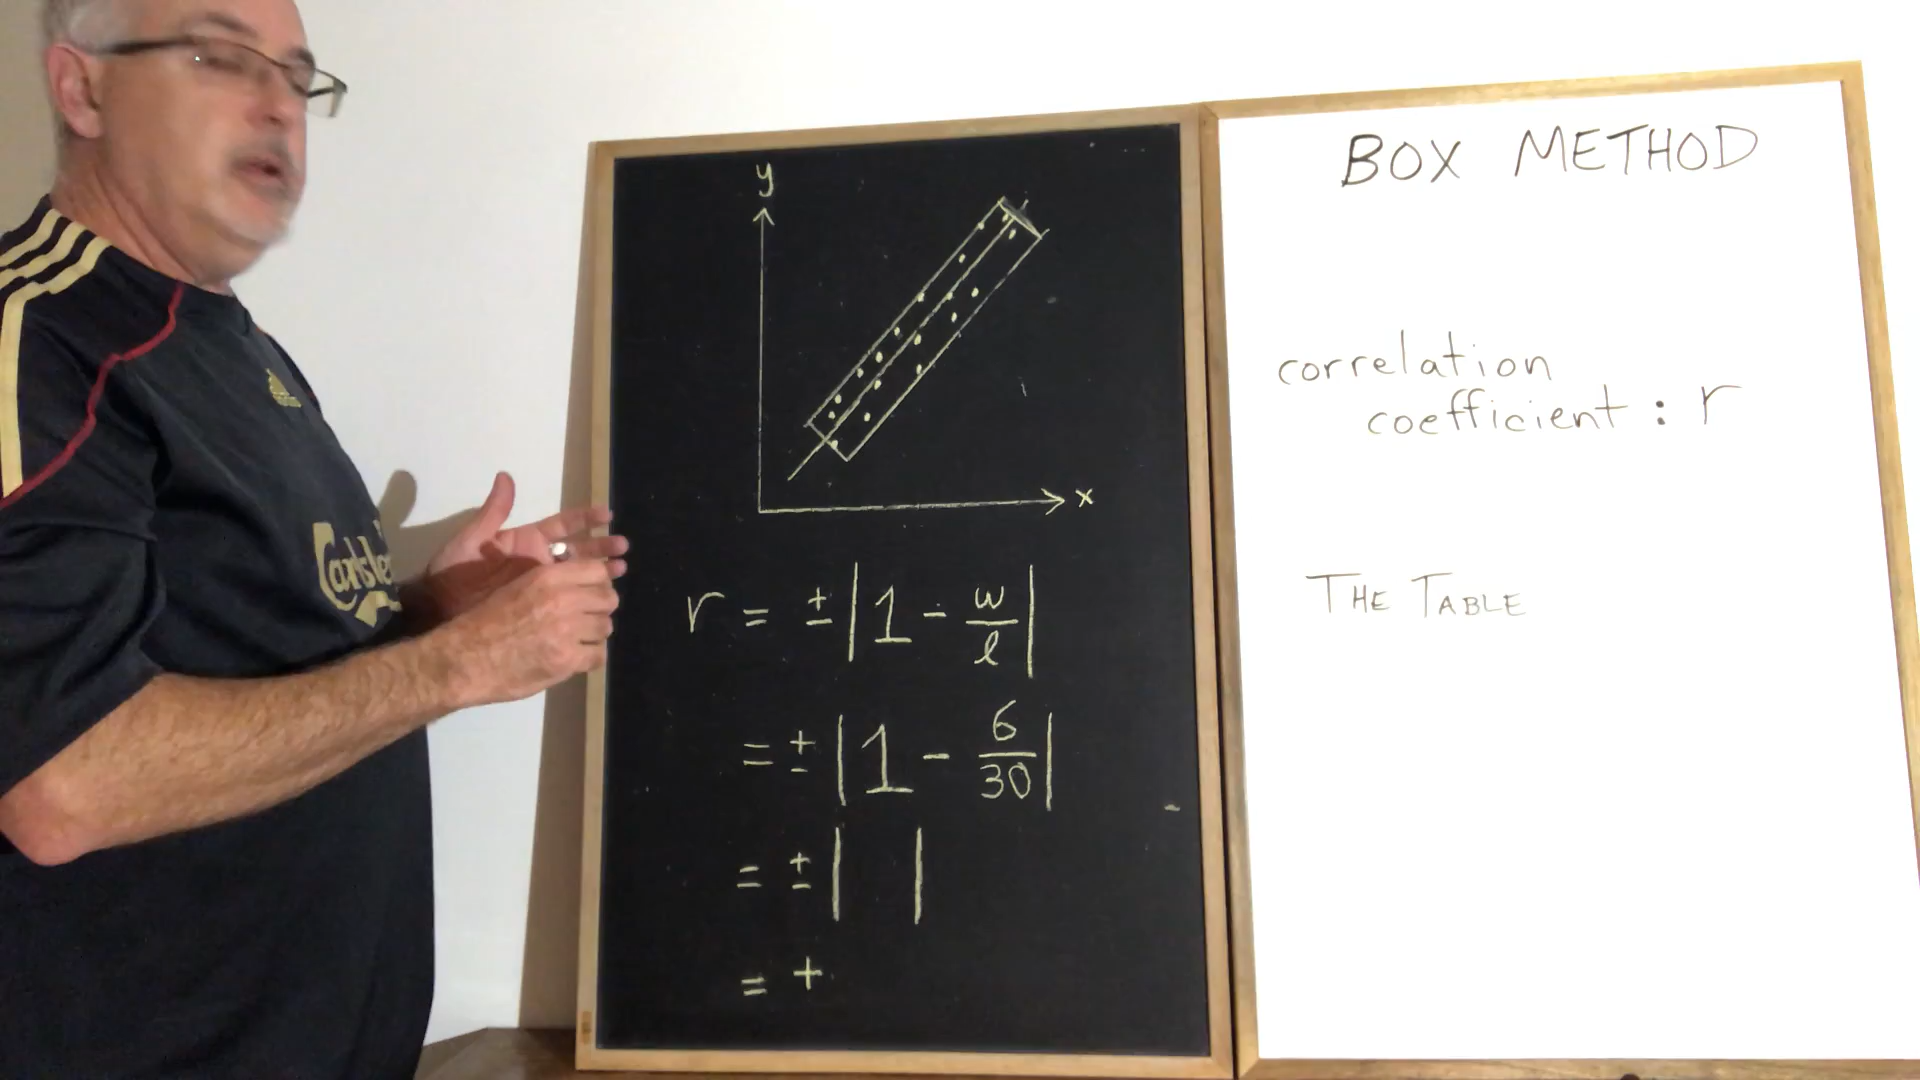 y
x
r = ± | 1 - w/l |
= ± | 1 - 6/30 |
= ± |   |
= +
BOX METHOD
correlation
coefficient : r
THE TABLE